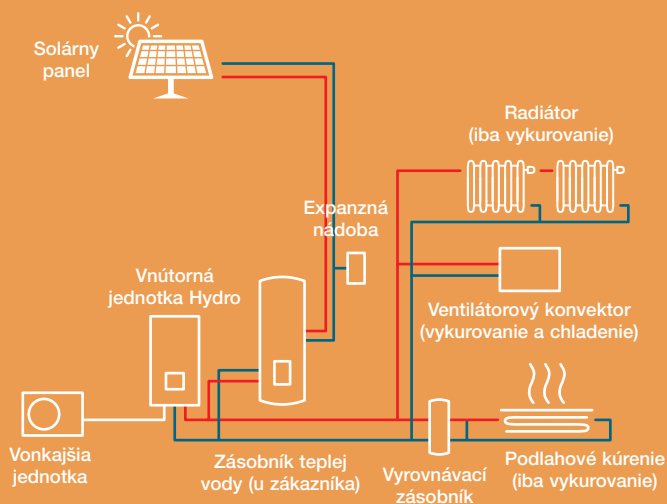 Solárny
panel
Radiátor
(iba vykurovanie)
Expanzná
nádoba
Vnútorná
jednotka Hydro
Ventilátorový konvektor
(vykurovanie a chladenie)
Vonkajšia
jednotka
Zásobník teplej
vody (u zákazníka)
Vyrovnávací
zásobník
Podlahové kúrenie
(iba vykurovanie)